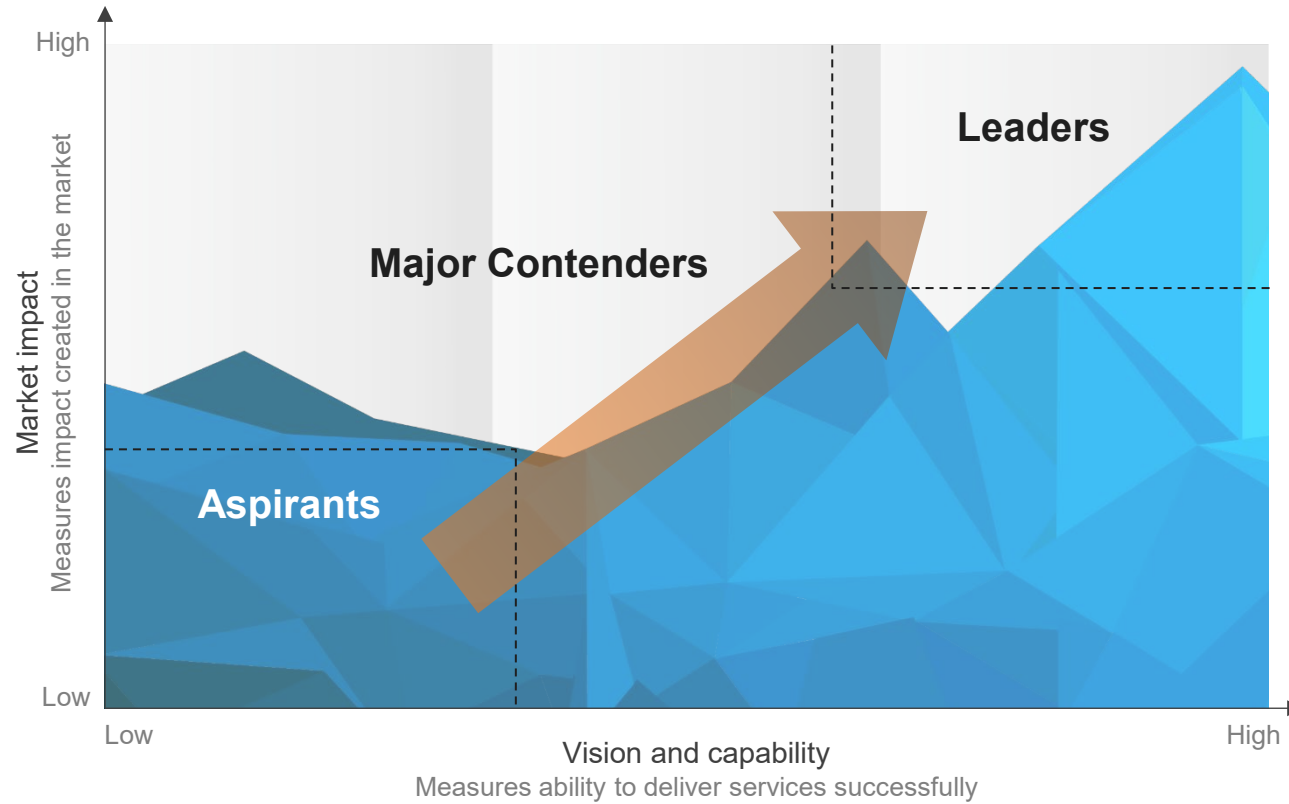 High
Leaders
Major Contenders
Market impact
Measures impact created in the market
Aspirants
Low
Low
High
Vision and capability
Measures ability to deliver services successfully